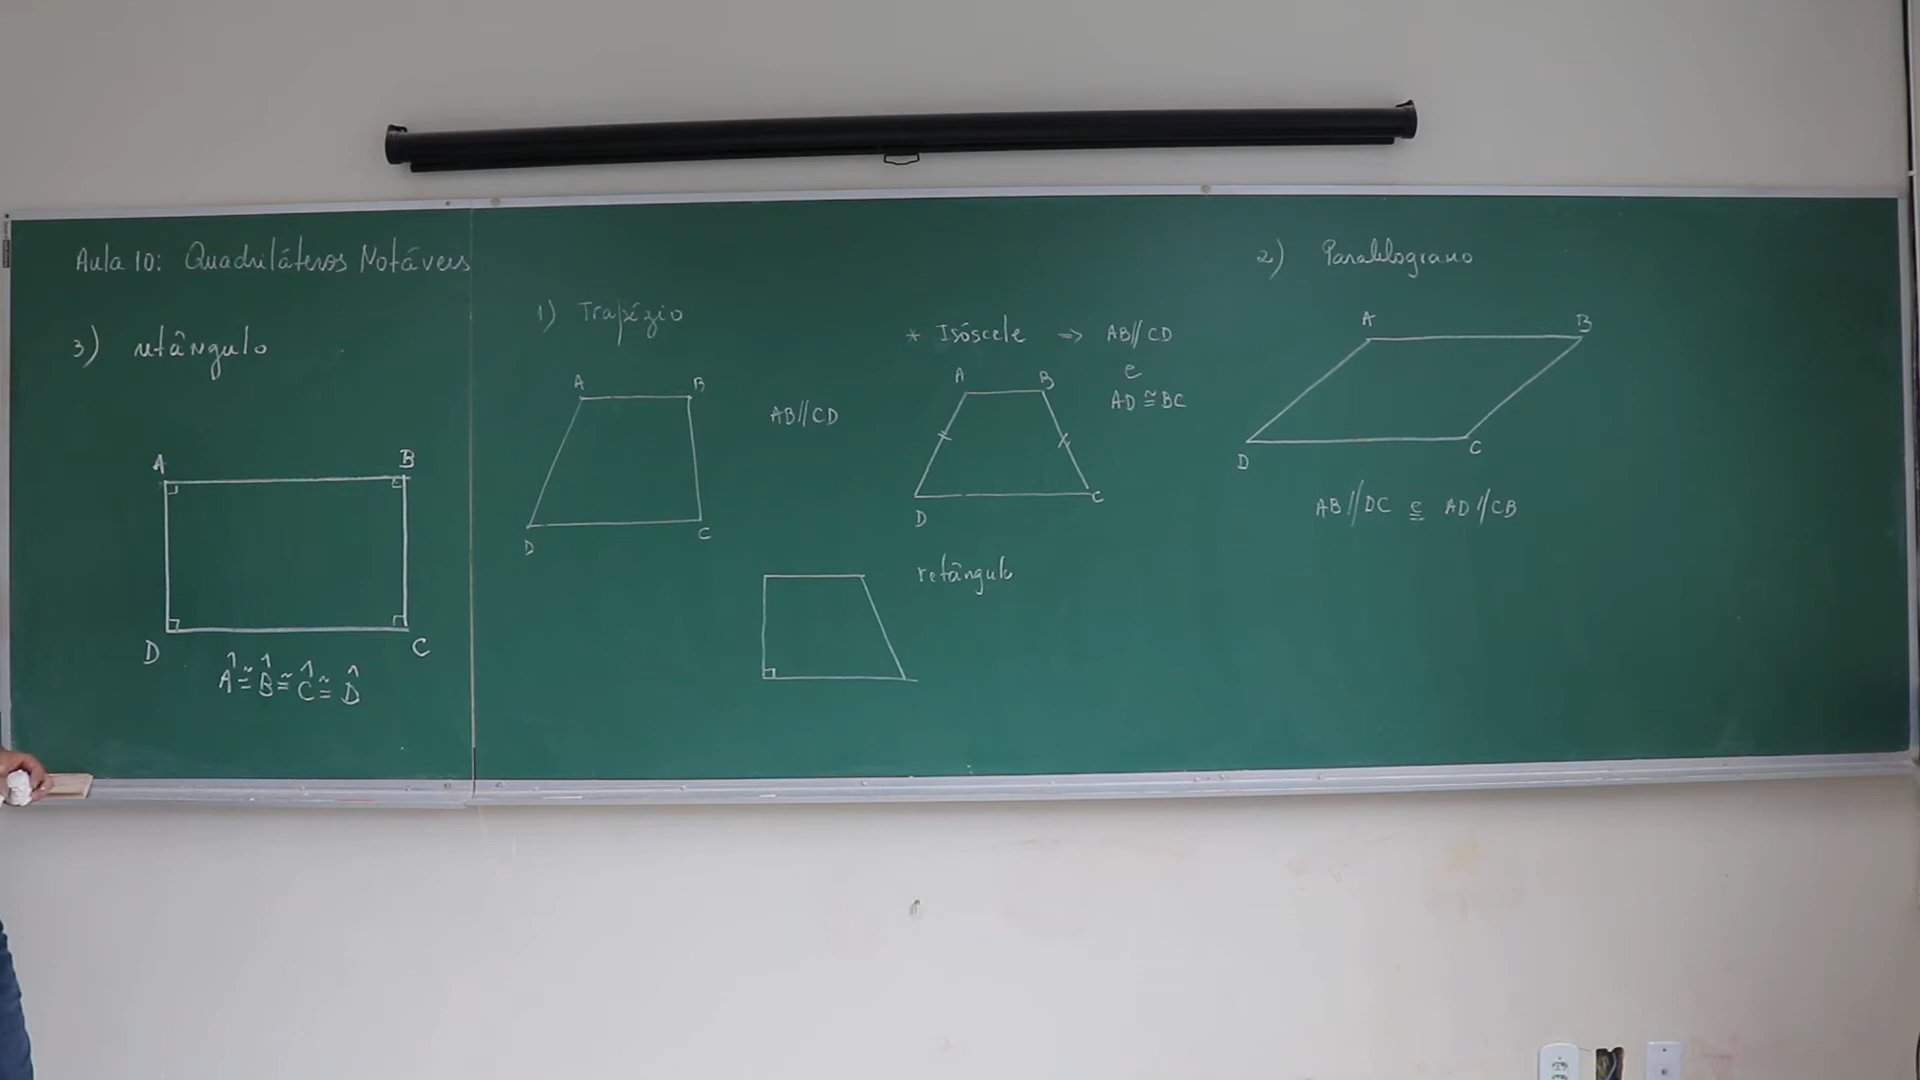 Aula 10: Quadriláteros Notáveis
3) retângulo
A B
D C
Â ≅ B̂ ≅ Ĉ ≅ D̂
1) Trapézio
A B
AB//CD
D C
* Isóscele ⇒ AB//CD
e
AD ≅ BC
A B
D C
retângulo
2) Paralelogramo
A B
D C
AB//DC e AD//CB